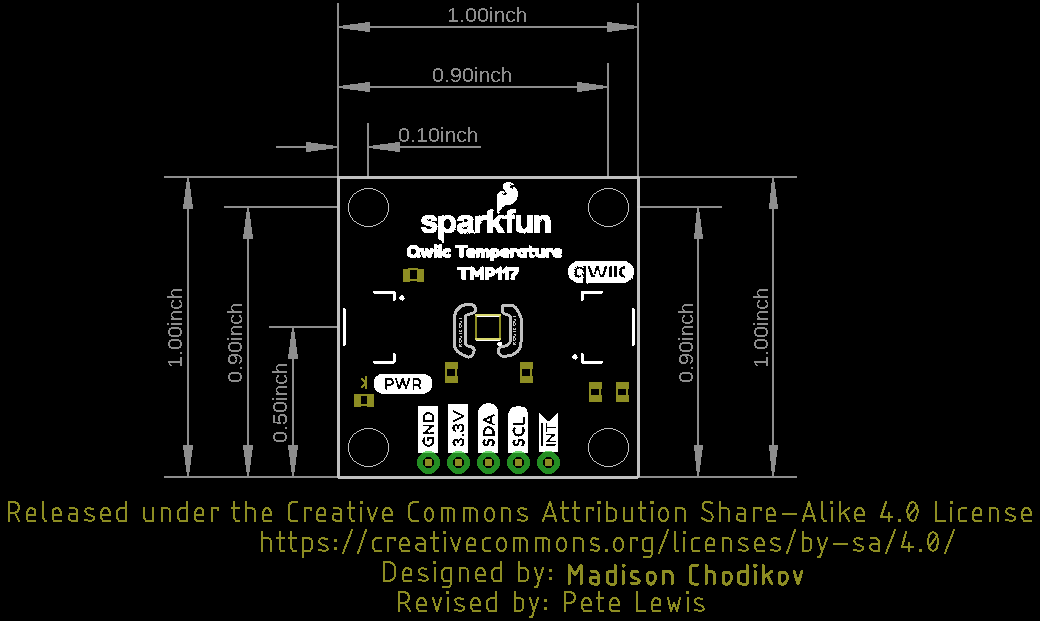 1.00inch
0.90inch
0.10inch
sparkfun
Qwiic Temperature
TMP117
qwiic
1.00inch
0.90inch
0.50inch
0.90inch
1.00inch
PWR
GND
3.3V
SDA
SCL
INT
Released under the Creative Commons Attribution Share-Alike 4.0 License
https://creativecommons.org/licenses/by-sa/4.0/
Designed by: Madison Chodikov
Revised by: Pete Lewis